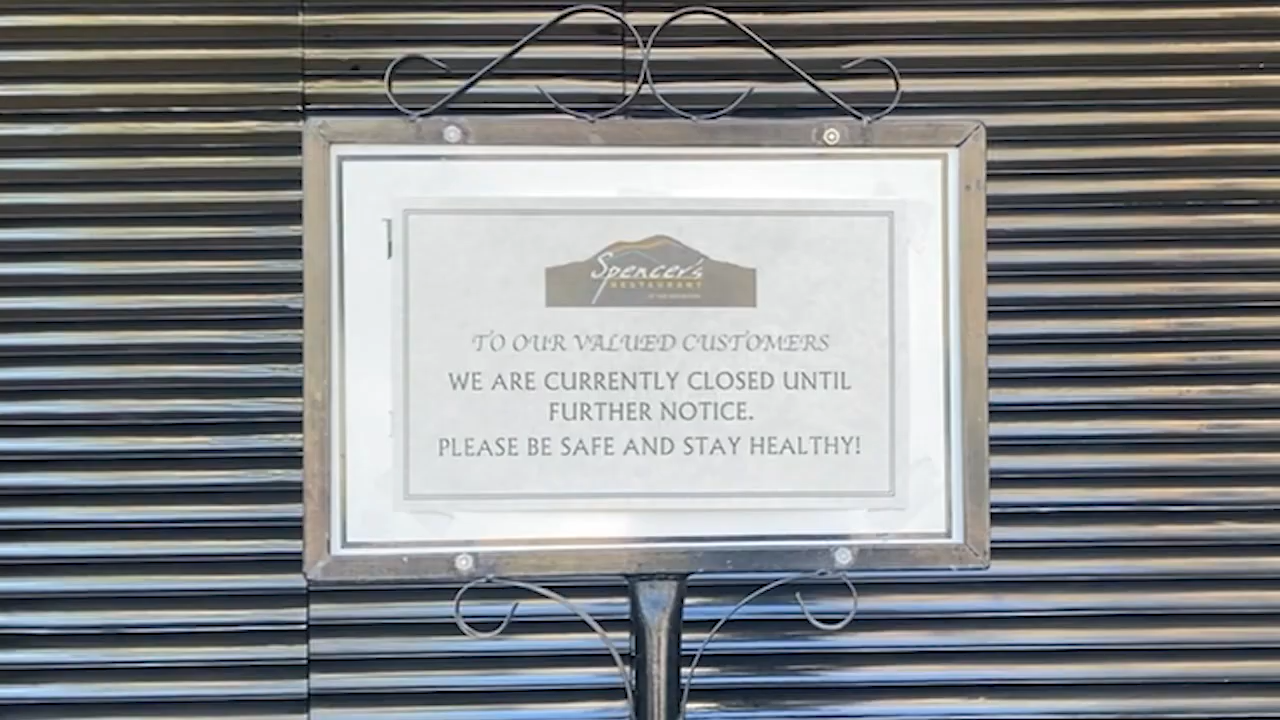 Spencer's
RESTAURANT
TO OUR VALUED CUSTOMERS
WE ARE CURRENTLY CLOSED UNTIL
FURTHER NOTICE.
PLEASE BE SAFE AND STAY HEALTHY!